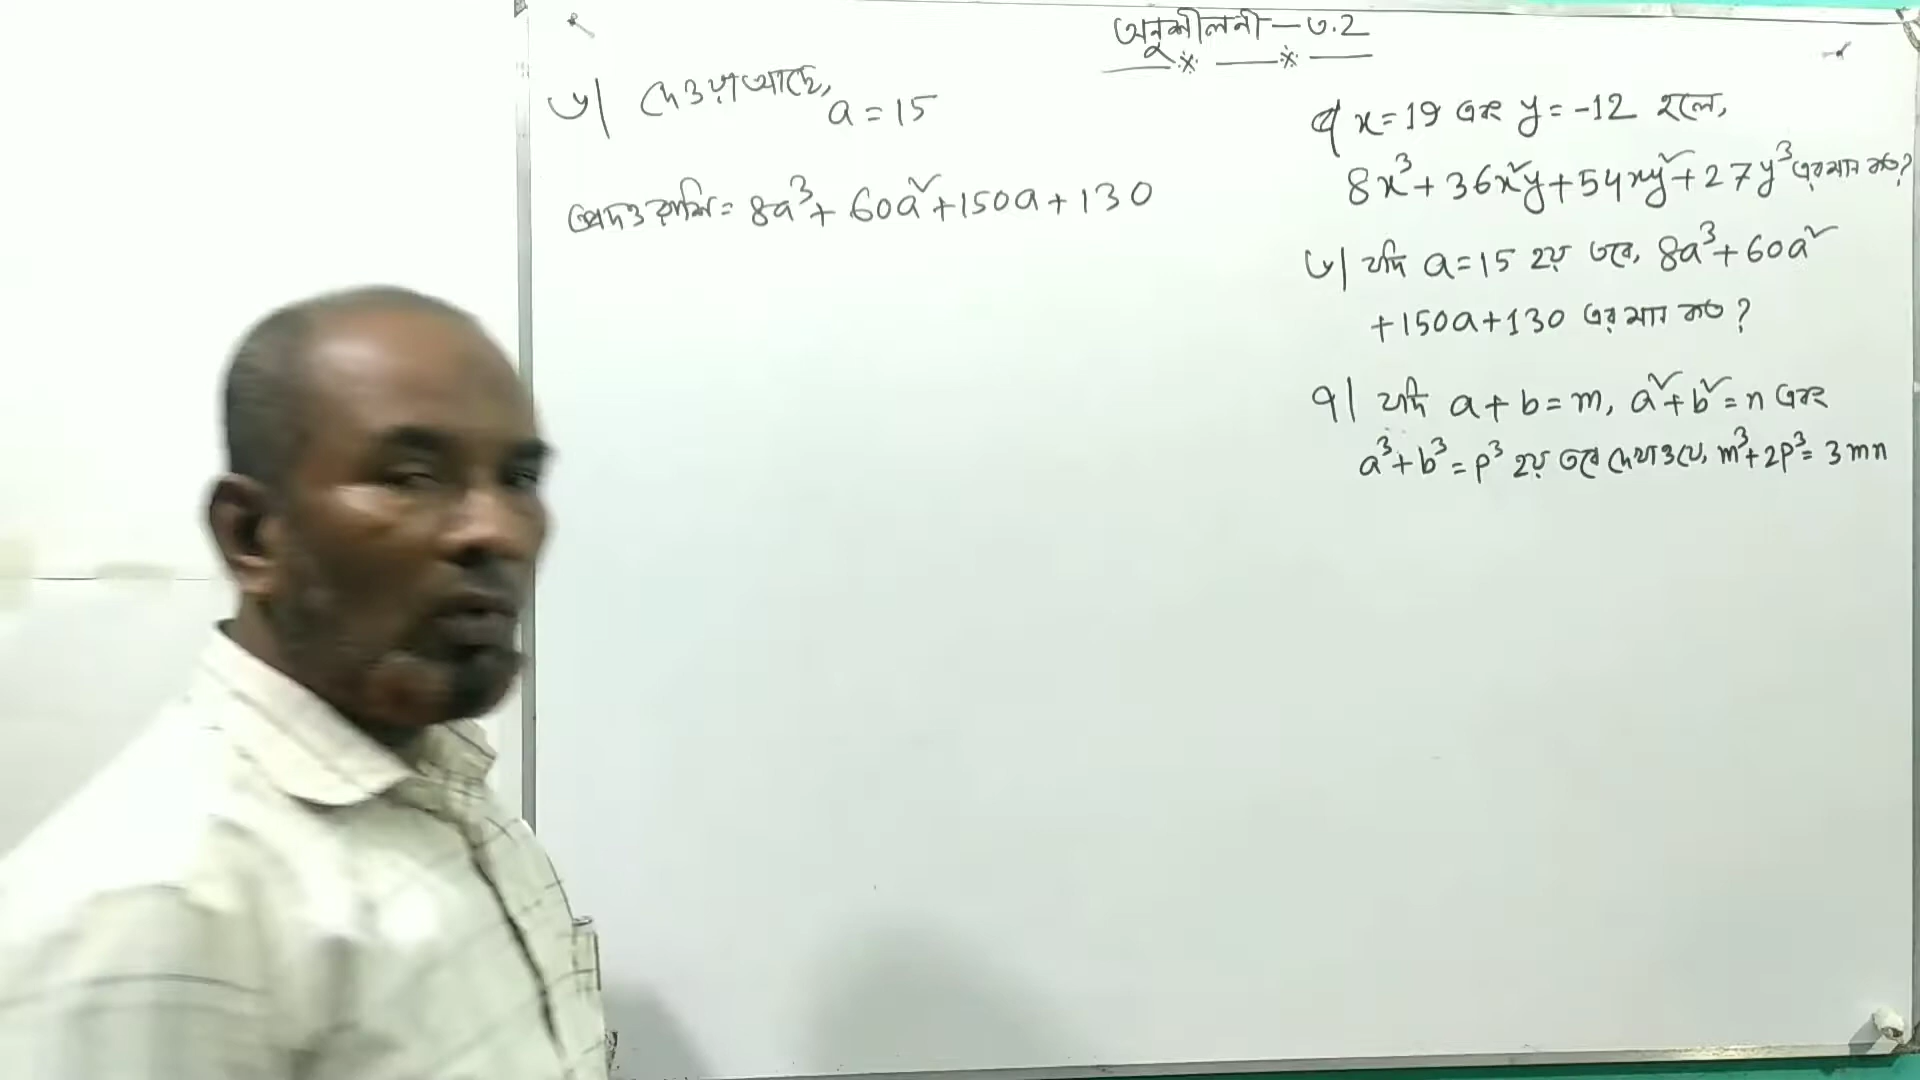 অনুশীলনী — ৩.2
৬| দেওয়া আছে,
a = 15
প্রদত্ত রাশি = 8a³ + 60a² + 150a + 130
৫| x = 19 এবং y = -12 হলে,
8x³ + 36x²y + 54xy² + 27y³ এর মান কত?
৬| যদি a = 15 হয় তবে, 8a³ + 60a²
+ 150a + 130 এর মান কত?
৭| যদি a + b = m, a² + b² = n এবং
a³ + b³ = p³ হয় তবে দেখাও যে, m³ + 2p³ = 3mn